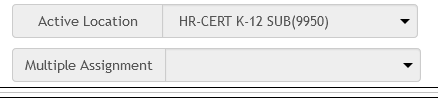 Active Location HR-CERT K-12 SUB(9950)
Multiple Assignment